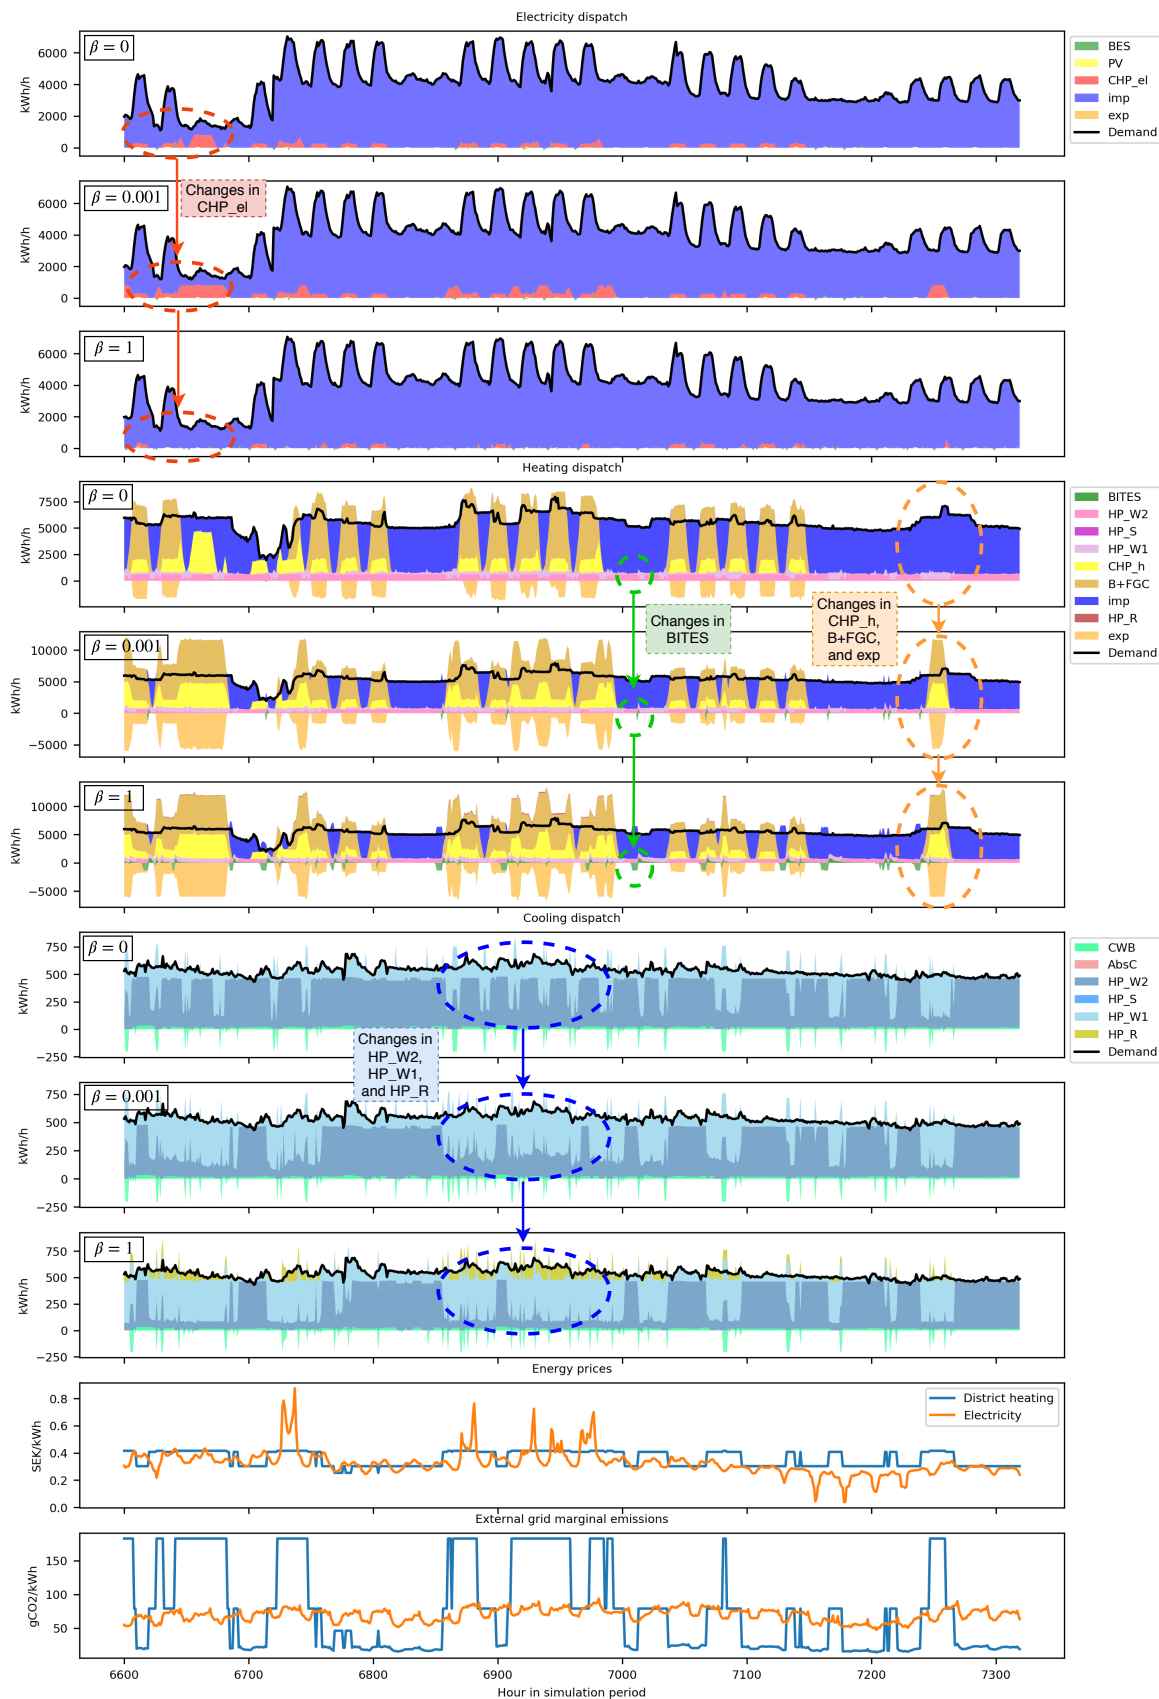 Electricity dispatch
β = 0
6000
4000
2000
0
kWh/h
BES
PV
CHP_el
imp
exp
Demand
β = 0.001
Changes in
CHP_el
6000
4000
2000
0
kWh/h
β = 1
6000
4000
2000
0
kWh/h
Heating dispatch
β = 0
7500
5000
2500
0
kWh/h
BITES
HP_W2
HP_S
HP_W1
CHP_h
B+FGC
imp
HP_R
exp
Demand
Changes in
BITES
Changes in
CHP_h,
B+FGC,
and exp
β = 0.001
10000
5000
0
−5000
kWh/h
β = 1
10000
5000
0
−5000
kWh/h
Cooling dispatch
β = 0
750
500
250
0
−250
kWh/h
CWB
AbsC
HP_W2
HP_S
HP_W1
HP_R
Demand
Changes in
HP_W2,
HP_W1,
and HP_R
β = 0.001
750
500
250
0
−250
kWh/h
β = 1
750
500
250
0
−250
kWh/h
Energy prices
0.8
0.6
0.4
0.2
0.0
SEK/kWh
District heating
Electricity
External grid marginal emissions
150
100
50
gCO2/kWh
6600 6700 6800 6900 7000 7100 7200 7300
Hour in simulation period